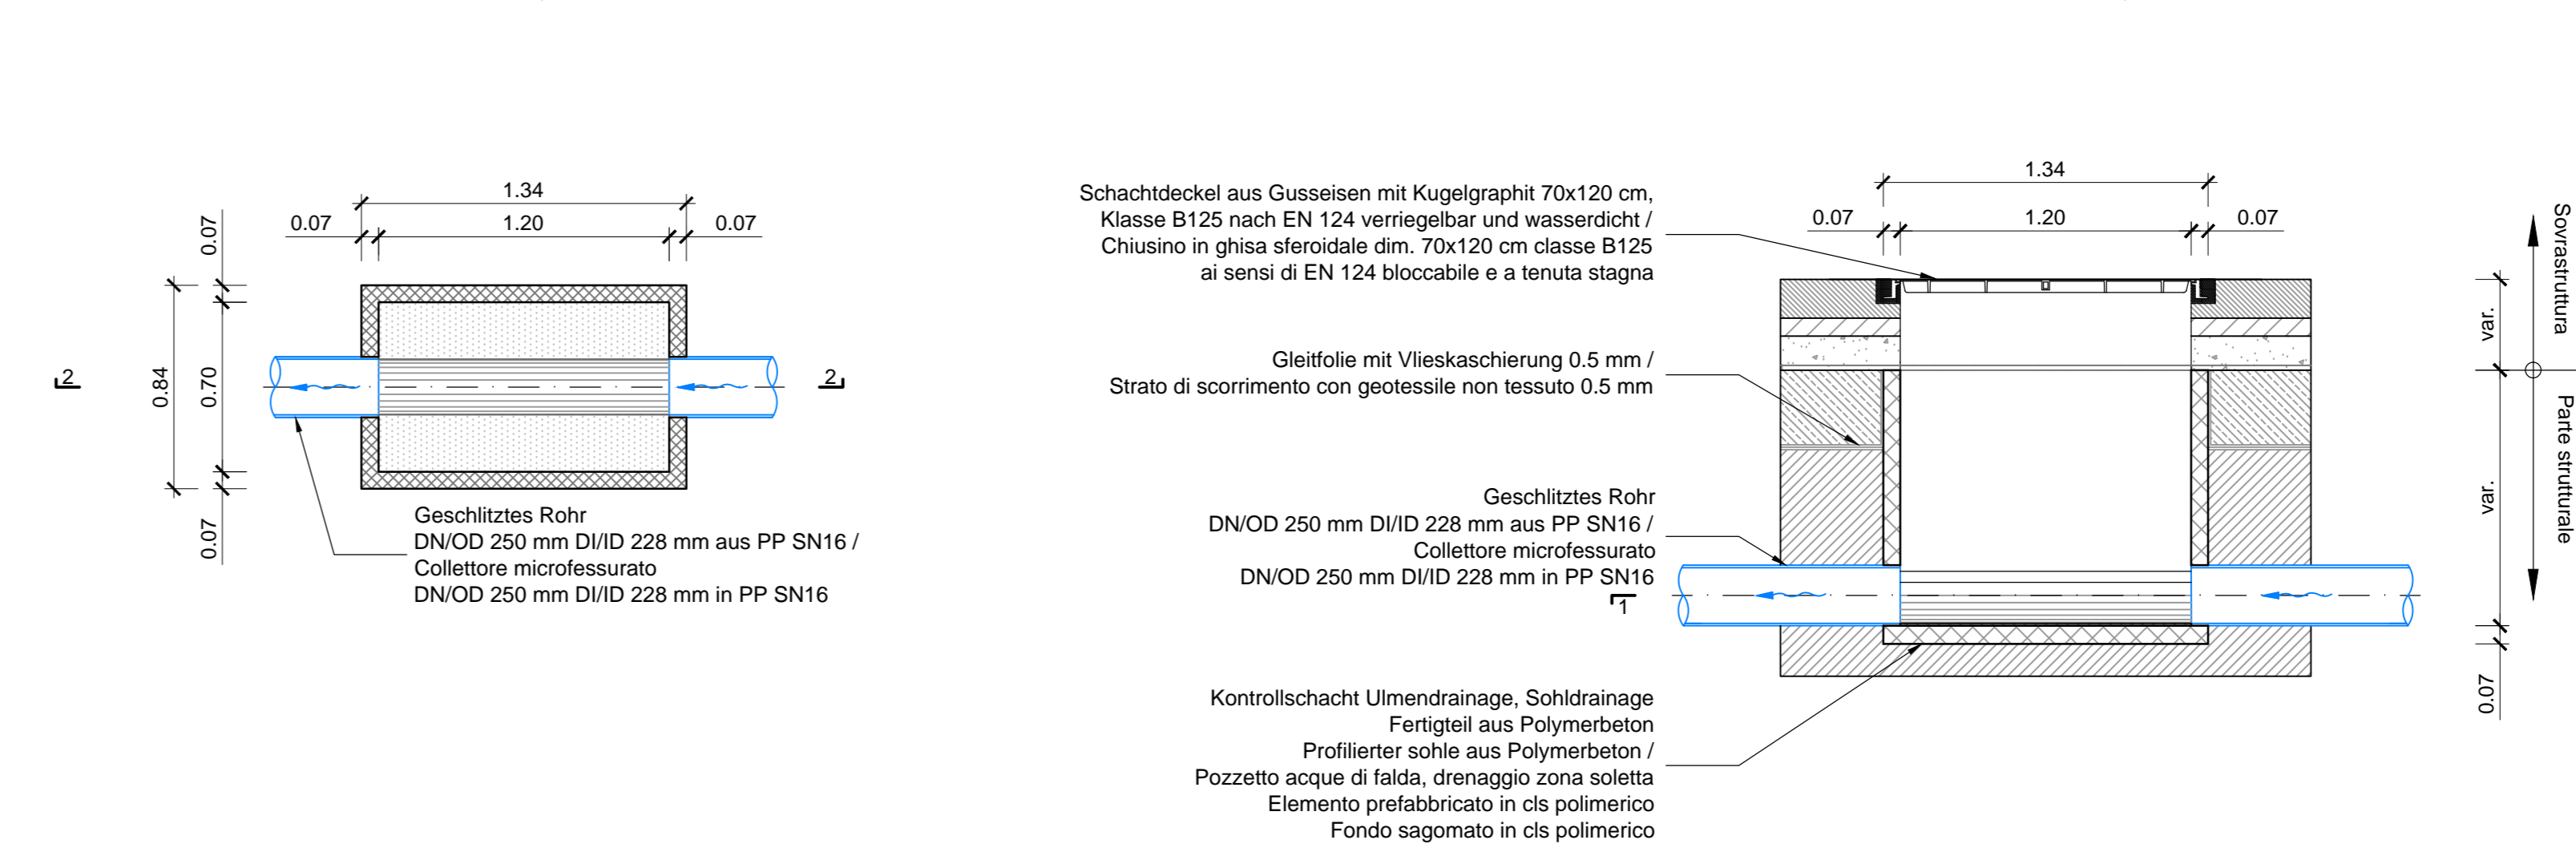 1.34
0.07
1.20
0.07
0.07
0.84
0.70
0.07
2
2
Geschlitztes Rohr
DN/OD 250 mm DI/ID 228 mm aus PP SN16 /
Collettore microfessurato
DN/OD 250 mm DI/ID 228 mm in PP SN16
Schachtdeckel aus Gusseisen mit Kugelgraphit 70x120 cm,
Klasse B125 nach EN 124 verriegelbar und wasserdicht /
Chiusino in ghisa sferoidale dim. 70x120 cm classe B125
ai sensi di EN 124 bloccabile e a tenuta stagna
Gleitfolie mit Vlieskaschierung 0.5 mm /
Strato di scorrimento con geotessile non tessuto 0.5 mm
Geschlitztes Rohr
DN/OD 250 mm DI/ID 228 mm aus PP SN16 /
Collettore microfessurato
DN/OD 250 mm DI/ID 228 mm in PP SN16
1
Kontrollschacht Ulmendrainage, Sohldrainage
Fertigteil aus Polymerbeton
Profilierter sohle aus Polymerbeton /
Pozzetto acque di falda, drenaggio zona soletta
Elemento prefabbricato in cls polimerico
Fondo sagomato in cls polimerico
1.34
0.07
1.20
0.07
var.
var.
0.07
Sovrastruttura
Parte strutturale